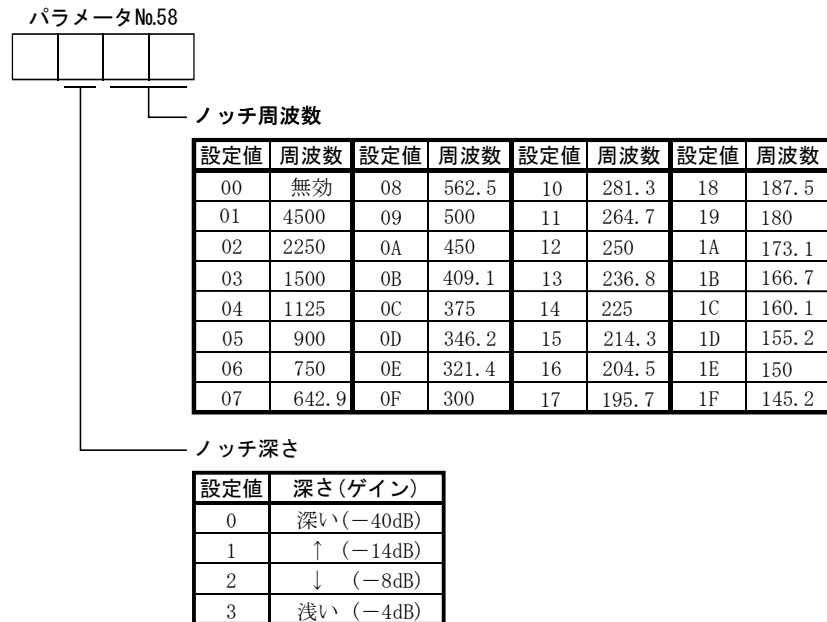 パラメータ№58
ノッチ周波数
設定値 周波数 設定値 周波数 設定値 周波数 設定値 周波数
00 無効 08 562.5 10 281.3 18 187.5
01 4500 09 500 11 264.7 19 180
02 2250 0A 450 12 250 1A 173.1
03 1500 0B 409.1 13 236.8 1B 166.7
04 1125 0C 375 14 225 1C 160.1
05 900 0D 346.2 15 214.3 1D 155.2
06 750 0E 321.4 16 204.5 1E 150
07 642.9 0F 300 17 195.7 1F 145.2
ノッチ深さ
設定値 深さ(ゲイン)
0 深い(－40dB)
1 ↑ (－14dB)
2 ↓ (－8dB)
3 浅い (－4dB)